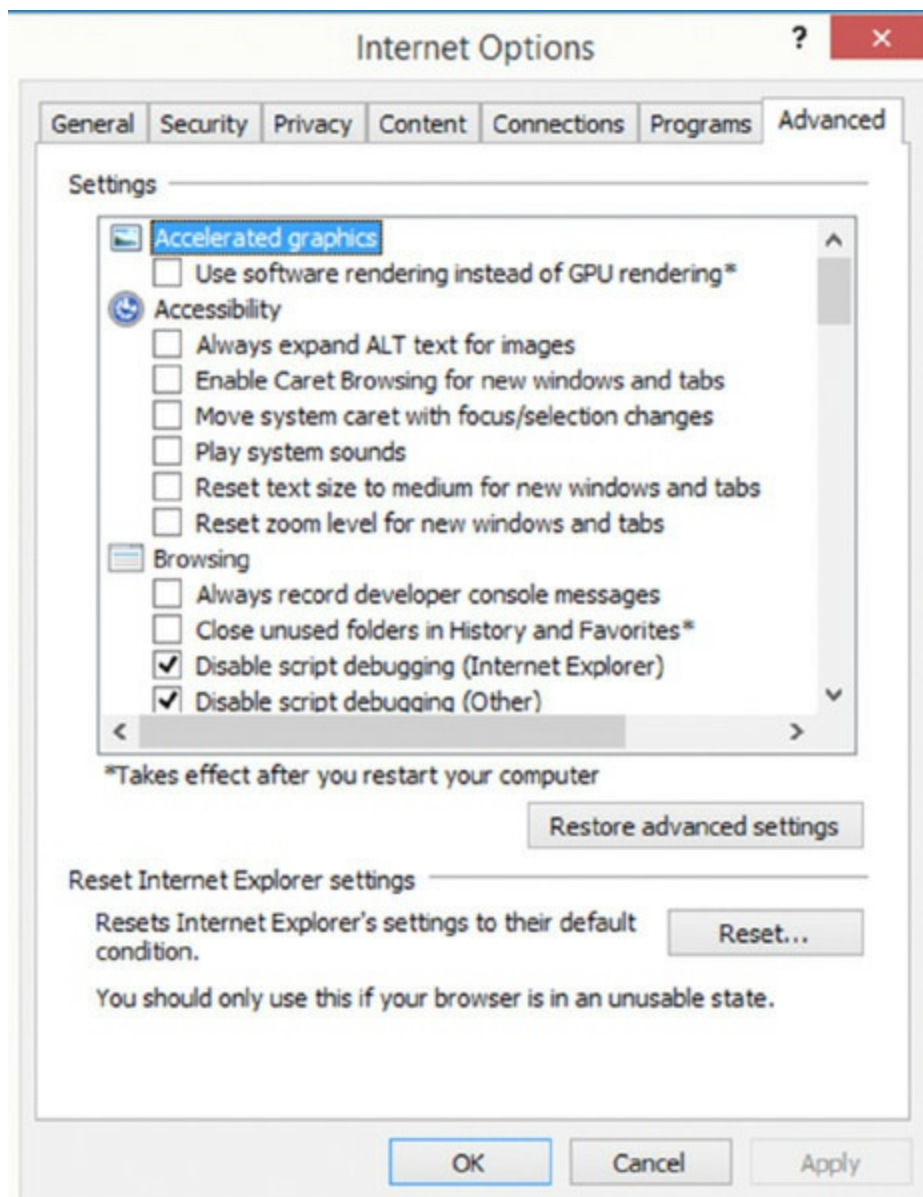 Internet Options
?
×
General Security Privacy Content Connections Programs Advanced
Settings
Accelerated graphics
Use software rendering instead of GPU rendering*
Accessibility
Always expand ALT text for images
Enable Caret Browsing for new windows and tabs
Move system caret with focus/selection changes
Play system sounds
Reset text size to medium for new windows and tabs
Reset zoom level for new windows and tabs
Browsing
Always record developer console messages
Close unused folders in History and Favorites*
Disable script debugging (Internet Explorer)
Disable script debugging (Other)
*Takes effect after you restart your computer
Restore advanced settings
Reset Internet Explorer settings
Resets Internet Explorer's settings to their default
condition.
Reset...
You should only use this if your browser is in an unusable state.
OK Cancel Apply